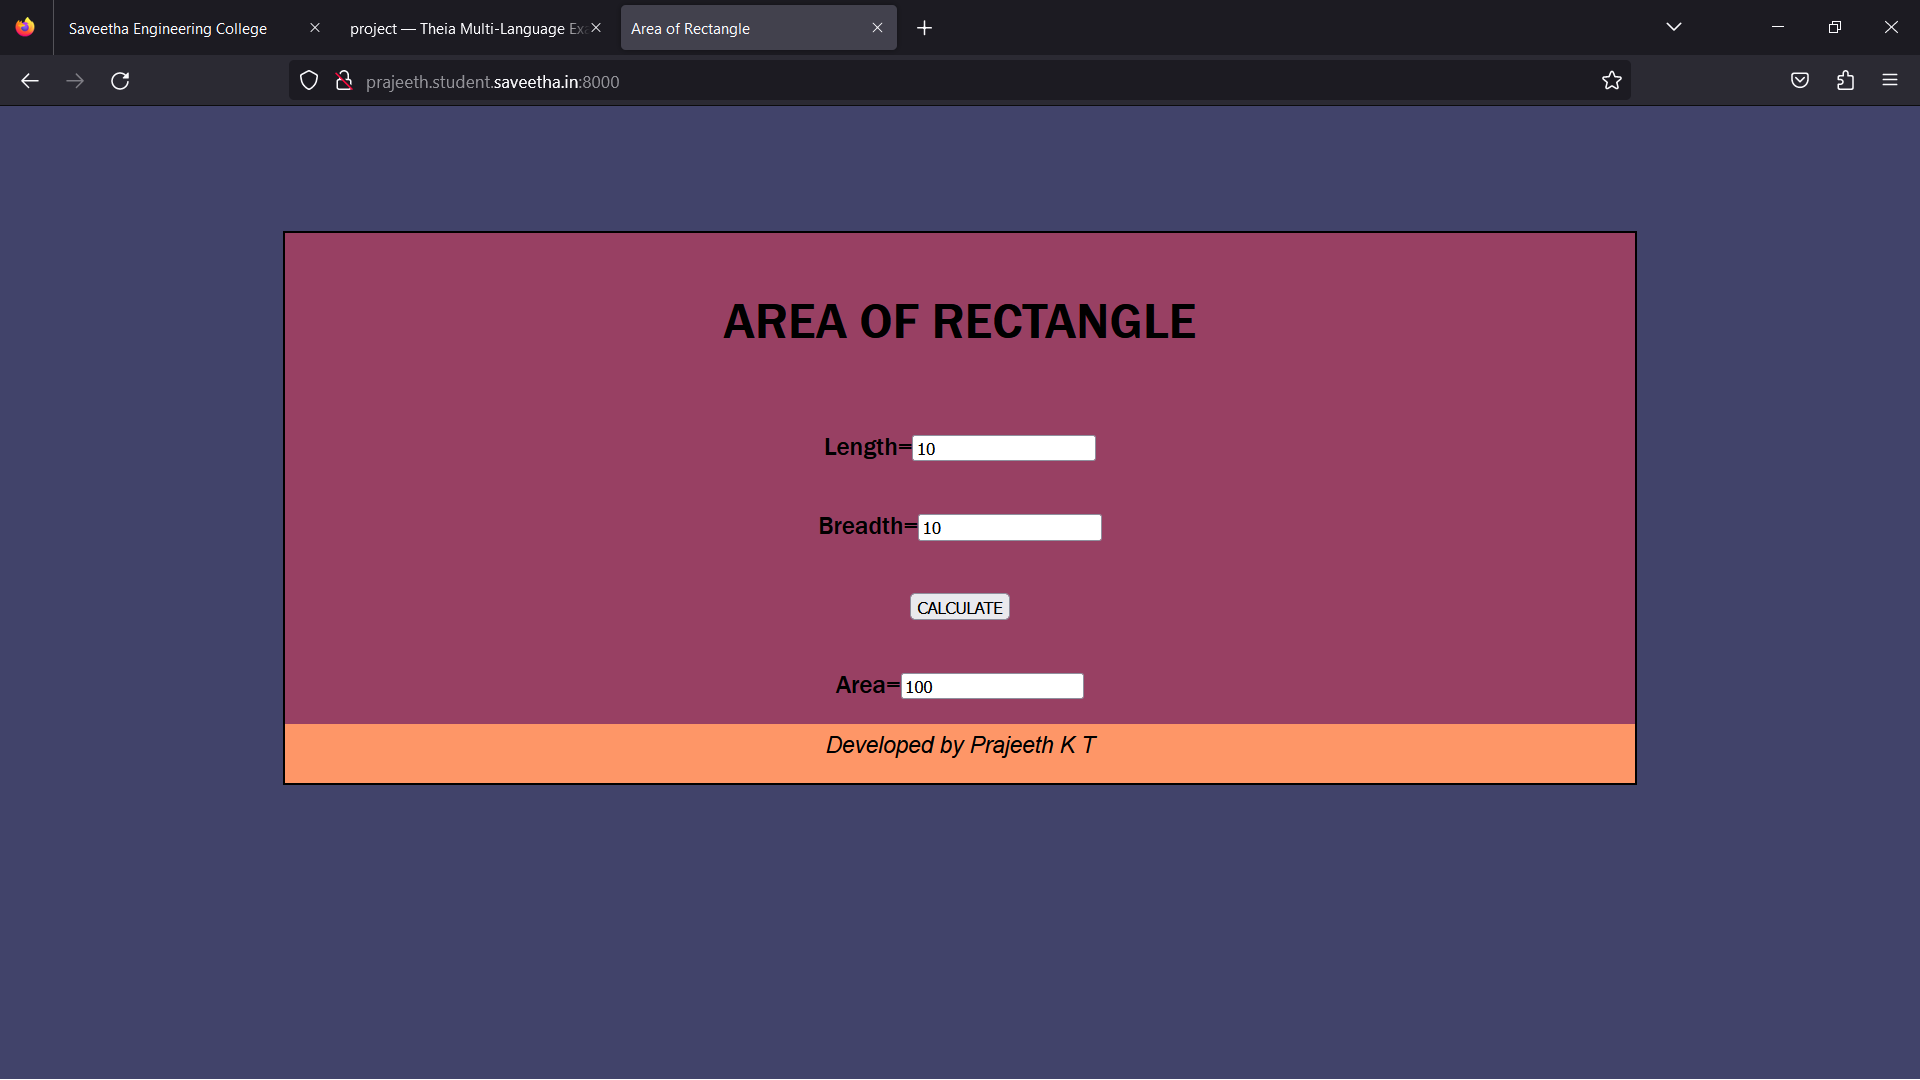 Saveetha Engineering College
project — Theia Multi-Language Exa
Area of Rectangle
prajeeth.student.saveetha.in:8000
AREA OF RECTANGLE
Length=10
Breadth=10
CALCULATE
Area=100
Developed by Prajeeth K T